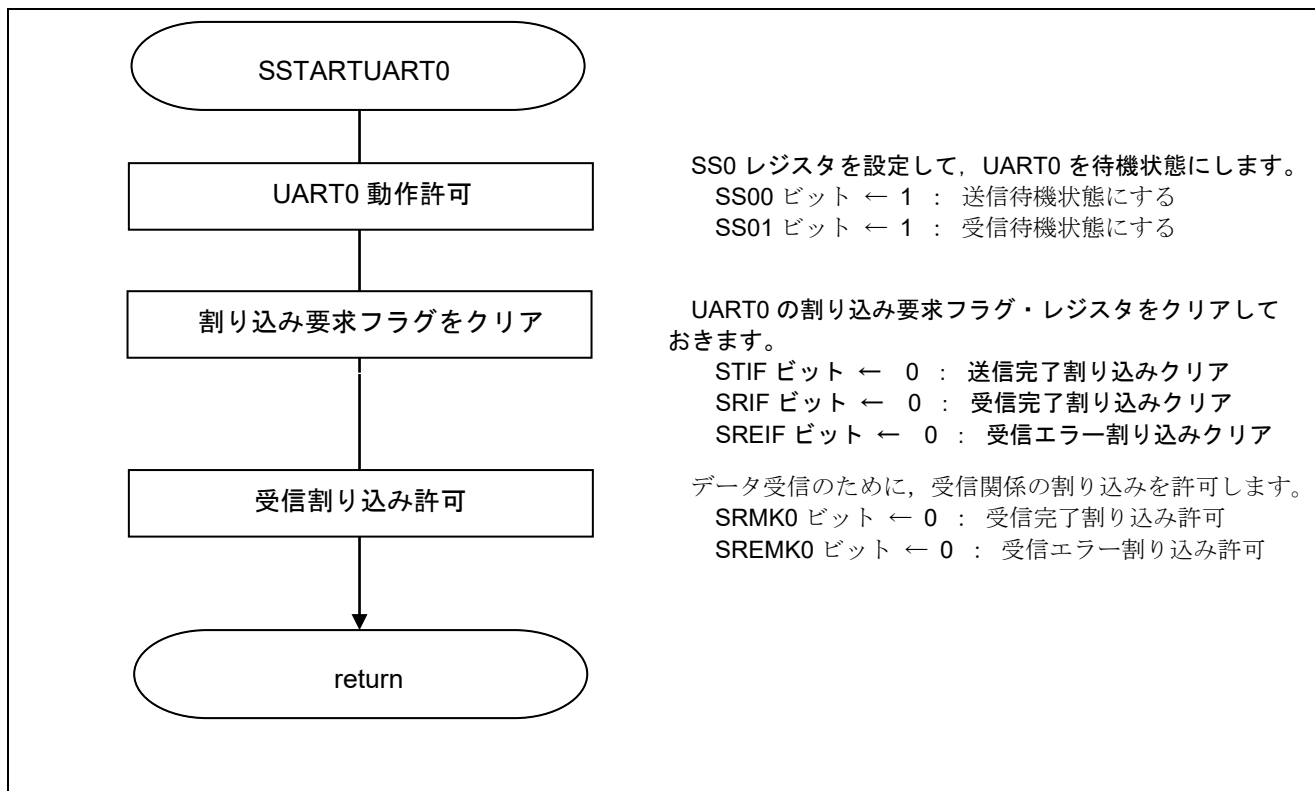 SSTARTUART0
UART0 動作許可
SS0 レジスタを設定して，UART0 を待機状態にします。
SS00 ビット ← 1 ： 送信待機状態にする
SS01 ビット ← 1 ： 受信待機状態にする
割り込み要求フラグをクリア
UART0 の割り込み要求フラグ・レジスタをクリアして
おきます。
STIF ビット ← 0 ： 送信完了割り込みクリア
SRIF ビット ← 0 ： 受信完了割り込みクリア
SREIF ビット ← 0 ： 受信エラー割り込みクリア
受信割り込み許可
データ受信のために，受信関係の割り込みを許可します。
SRMK0 ビット ← 0 ： 受信完了割り込み許可
SREMK0 ビット ← 0 ： 受信エラー割り込み許可
return